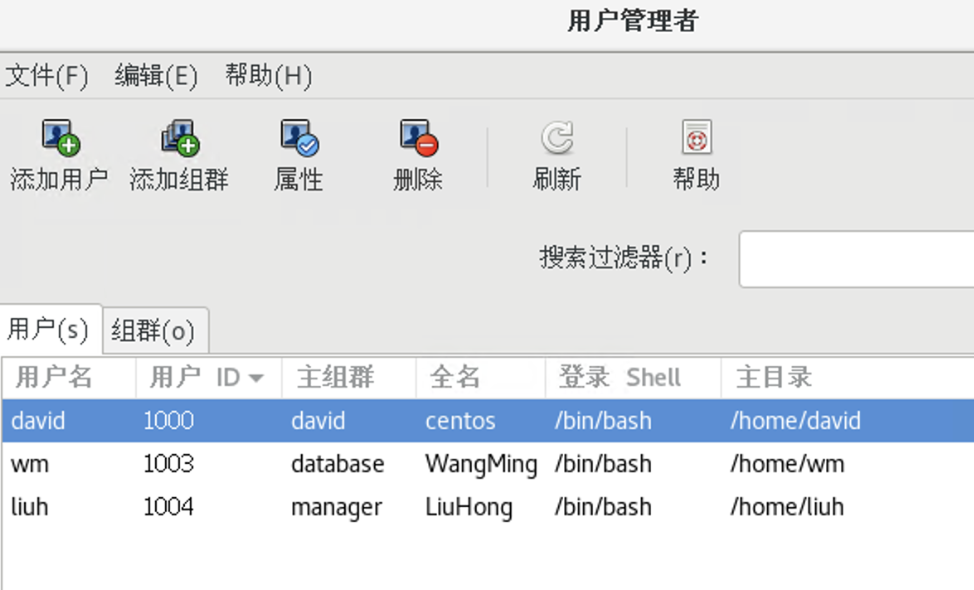 用户管理者
文件(F) 编辑(E) 帮助(H)
添加用户 添加组群 属性 删除 刷新 帮助
搜索过滤器(r)：
用户(s) 组群(o)
用户名 用户 ID 主组群 全名 登录 Shell 主目录
david 1000 david centos /bin/bash /home/david
wm 1003 database WangMing /bin/bash /home/wm
liuh 1004 manager LiuHong /bin/bash /home/liuh